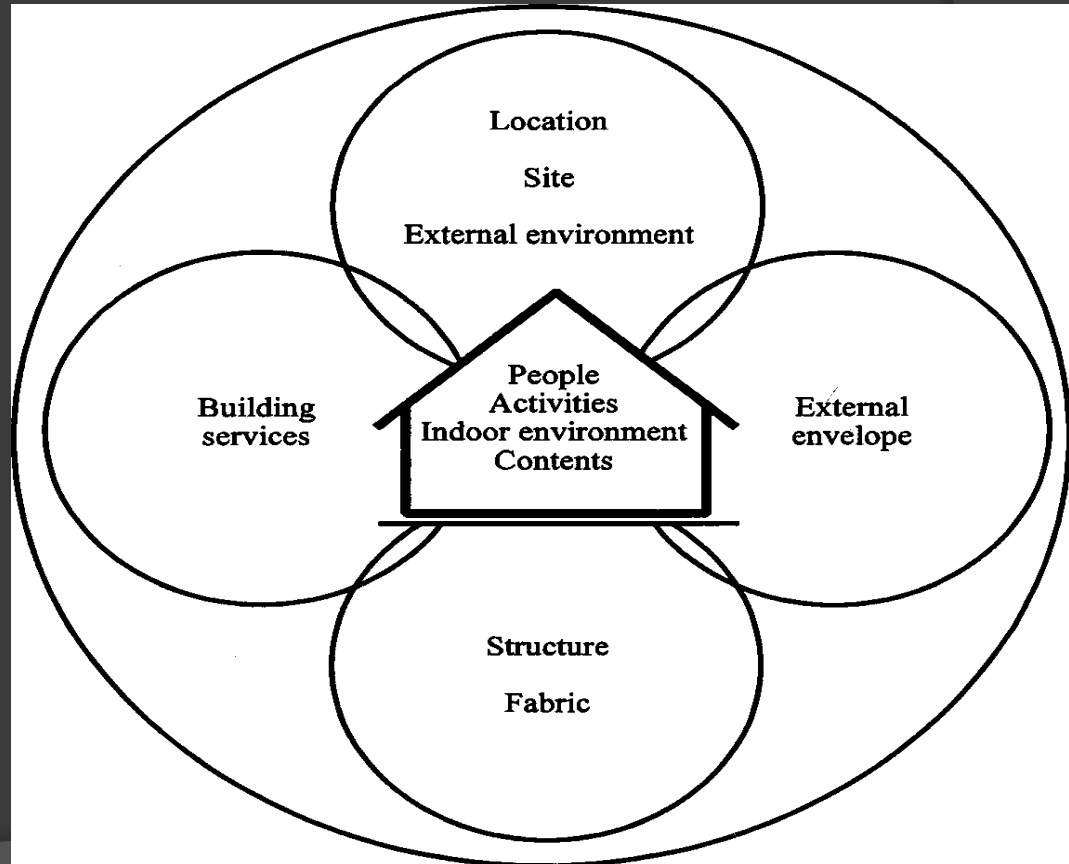 Location
Site
External environment
People
Activities
Indoor environment
Contents
Building
services
External
envelope
Structure
Fabric